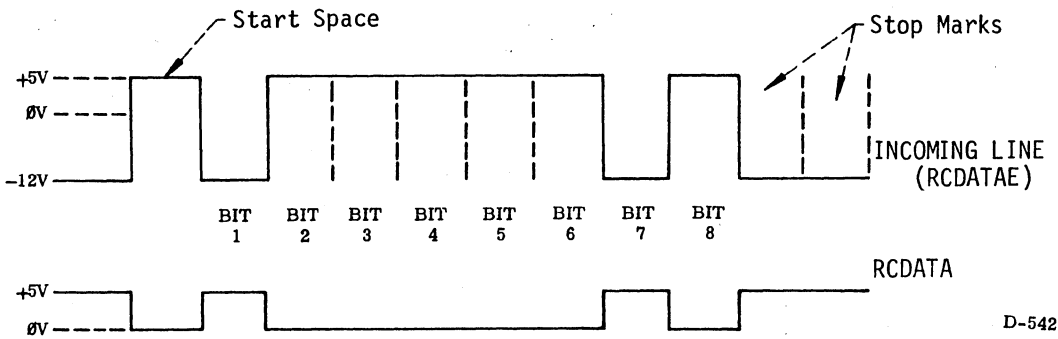 Start Space
Stop Marks
+5V
ØV
-12V
INCOMING LINE
(RCDATAE)
BIT BIT BIT BIT BIT BIT BIT BIT
1 2 3 4 5 6 7 8
RCDATA
+5V
ØV
D-542